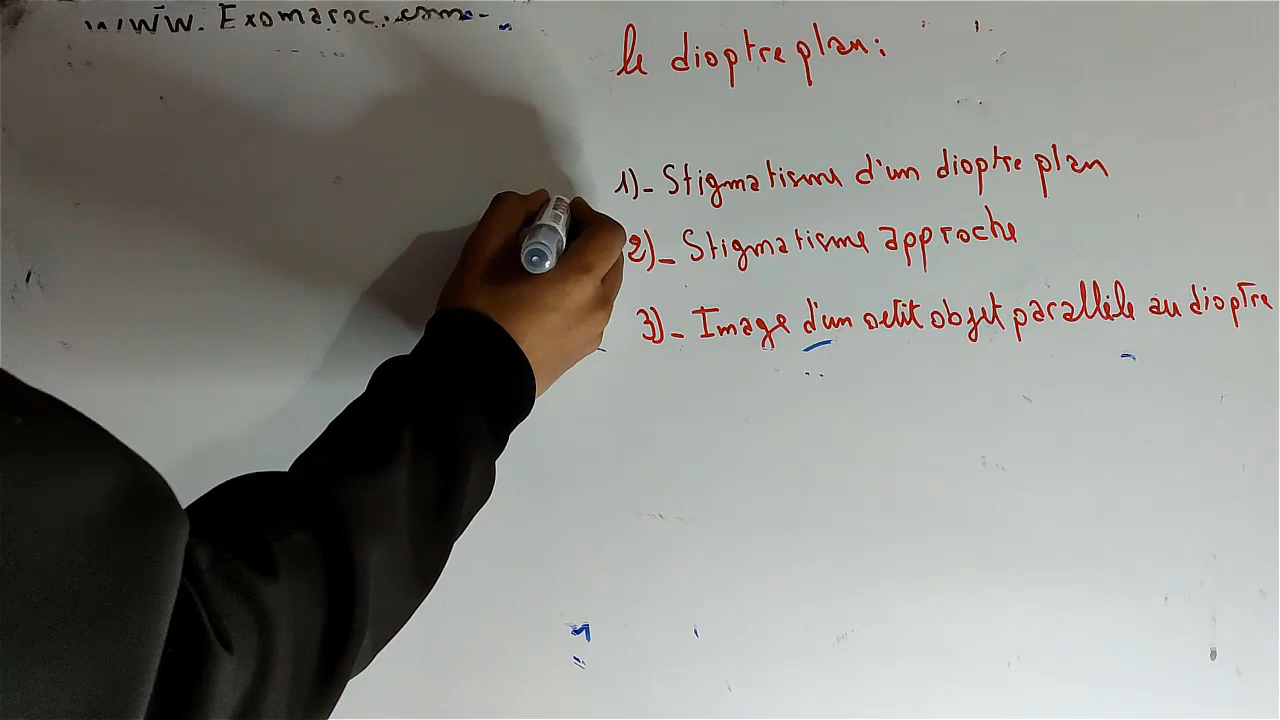 www.Exomaroc.com
le dioptre plan:
1)- Stigmatisme d'un dioptre plan
2)- Stigmatisme approche
3)- Image d'un petit objet parallèle au dioptre